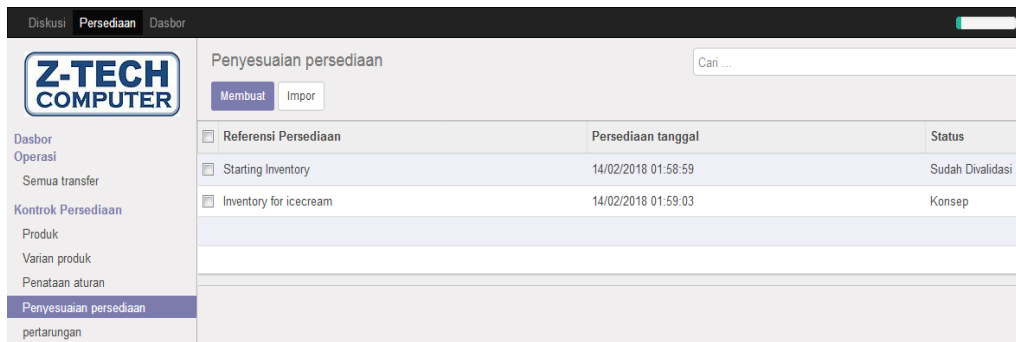 Diskusi Persediaan Dasbor
Z-TECH
COMPUTER
Penyesuaian persediaan
Cari ...
Membuat Impor
Dasbor
Operasi
Semua transfer
Kontrok Persediaan
Produk
Varian produk
Penataan aturan
Penyesuaian persediaan
pertarungan
Referensi Persediaan Persediaan tanggal Status
Starting Inventory 14/02/2018 01:58:59 Sudah Divalidasi
Inventory for icecream 14/02/2018 01:59:03 Konsep